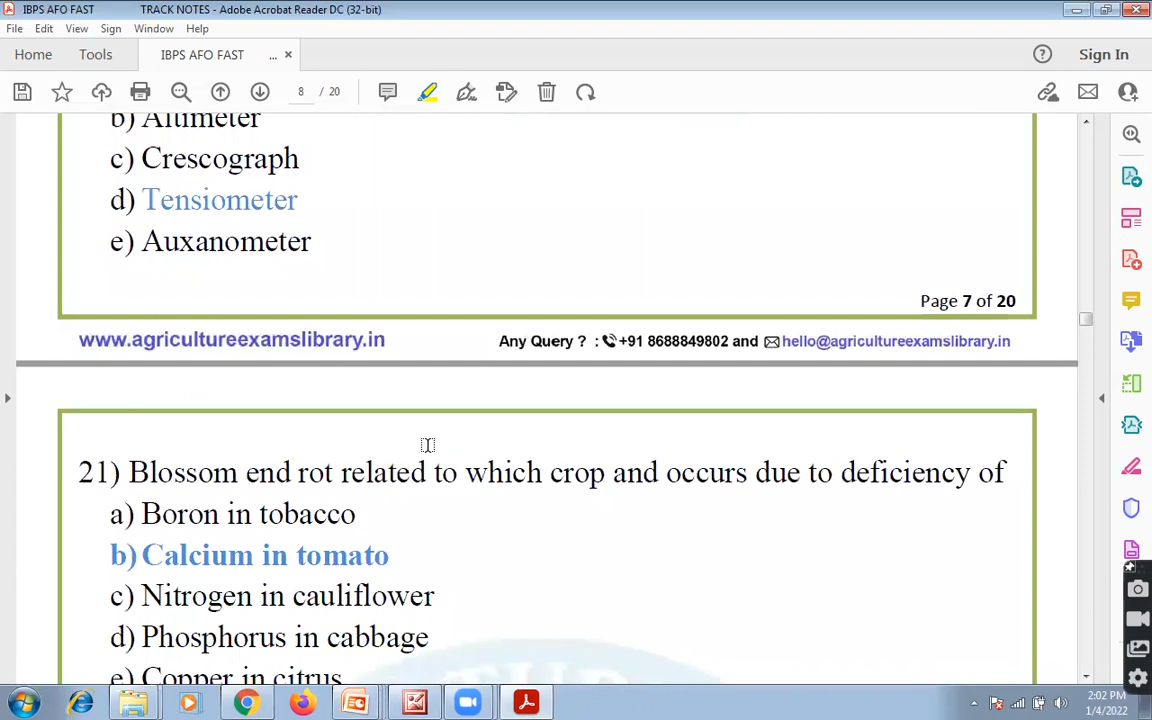 IBPS AFO FAST TRACK NOTES - Adobe Acrobat Reader DC (32-bit)
File Edit View Sign Window Help
Home Tools IBPS AFO FAST ... × Sign In
8 / 20
b) Altimeter
c) Crescograph
d) Tensiometer
e) Auxanometer
Page 7 of 20
www.agricultureexamslibrary.in Any Query ? : +91 8688849802 and hello@agricultureexamslibrary.in
21) Blossom end rot related to which crop and occurs due to deficiency of
a) Boron in tobacco
b) Calcium in tomato
c) Nitrogen in cauliflower
d) Phosphorus in cabbage
e) Copper in citrus
2:02 PM
1/4/2022